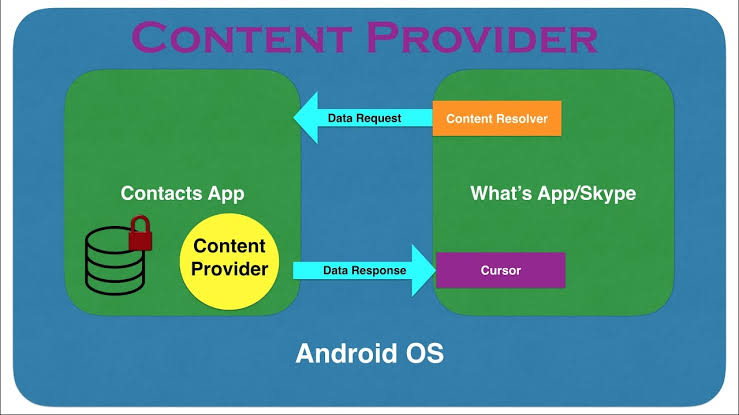 CONTENT PROVIDER
Data Request
Content Resolver
Contacts App
What's App/Skype
Content
Provider
Data Response
Cursor
Android OS